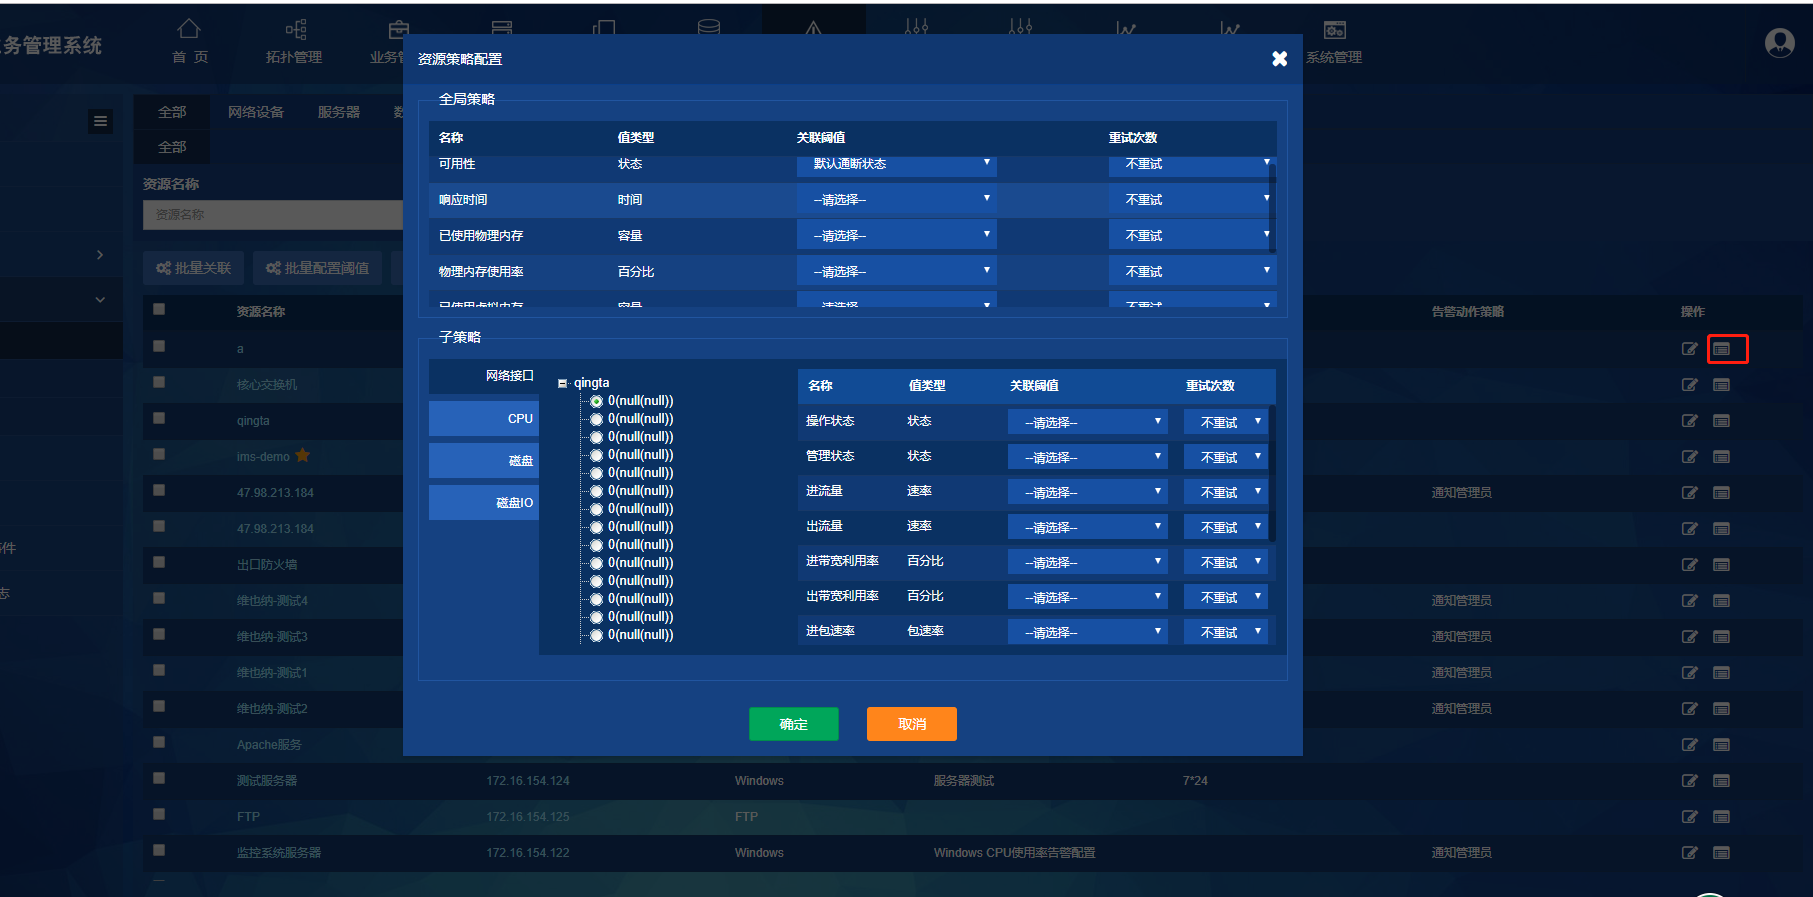 务管理系统
首 页
拓扑管理
业务管
系统管理
资源策略配置
全部
网络设备
服务器
数
全部
资源名称
资源名称
批量关联
批量配置阈值
资源名称
告警动作策略
操作
全局策略
名称 值类型 关联阈值 重试次数
可用性 状态 默认通断状态 不重试
响应时间 时间 --请选择-- 不重试
已使用物理内存 容量 --请选择-- 不重试
物理内存使用率 百分比 --请选择-- 不重试
已使用虚拟内存 容量 --请选择-- 不重试
子策略
网络接口
CPU
磁盘
磁盘IO
qingta
0(null(null))
0(null(null))
0(null(null))
0(null(null))
0(null(null))
0(null(null))
0(null(null))
0(null(null))
0(null(null))
0(null(null))
0(null(null))
0(null(null))
0(null(null))
0(null(null))
名称 值类型 关联阈值 重试次数
操作状态 状态 --请选择-- 不重试
管理状态 状态 --请选择-- 不重试
进流量 速率 --请选择-- 不重试
出流量 速率 --请选择-- 不重试
进带宽利用率 百分比 --请选择-- 不重试
出带宽利用率 百分比 --请选择-- 不重试
进包速率 包速率 --请选择-- 不重试
确定
取消
a
核心交换机
qingta
ims-demo
47.98.213.184 通知管理员
47.98.213.184
件
出口防火墙
志
维也纳-测试4 通知管理员
维也纳-测试3 通知管理员
维也纳-测试1 通知管理员
维也纳-测试2 通知管理员
Apache服务
测试服务器 172.16.154.124 Windows 服务器测试 7*24
FTP 172.16.154.125 FTP
监控系统服务器 172.16.154.122 Windows Windows CPU使用率告警配置 通知管理员